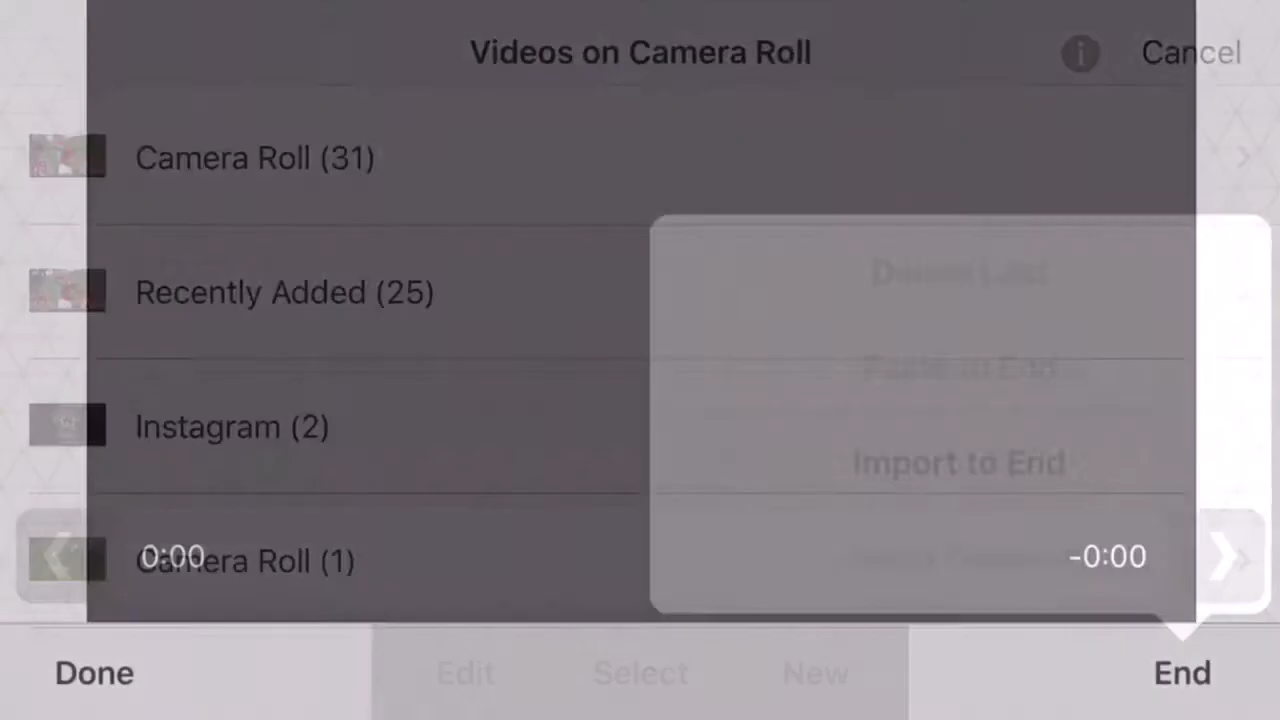 Videos on Camera Roll
Cancel
Camera Roll (31)
Recently Added (25)
Instagram (2)
Import to End
Camera Roll (1)
0:00
-0:00
Done
Edit
Select
New
End